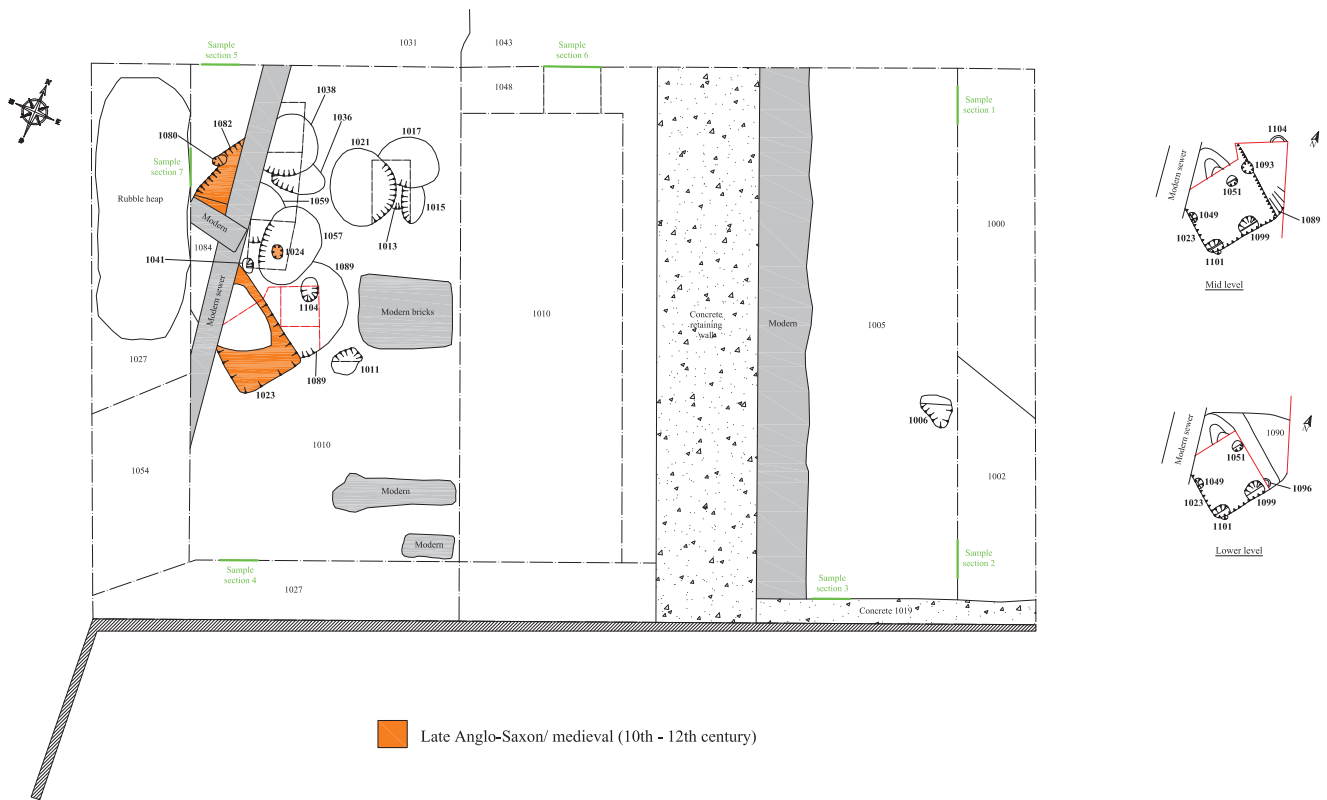 Sample
section 5
1031
1043
Sample
section 6
1048
1038
1036
1082
1080
1021
1017
Sample
section 1
Sample
section 7
Rubble heap
1059
1015
1013
1057
Modern
1084
1024
1041
1089
1000
Modern sewer
1104
Modern bricks
1010
Concrete
retaining
wall
Modern
1005
1027
1089
1011
1023
1006
1010
1054
1002
Modern
Modern
Sample
section 4
Sample
section 2
Sample
section 3
1027
Concrete 1019
Late Anglo-Saxon/ medieval (10th - 12th century)
1104
N
Modern sewer
1093
1051
1049
1023
1089
1099
1101
Mid level
N
Modern sewer
1090
1051
1049
1023
1096
1099
1101
Lower level